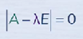 |A - λE| = 0